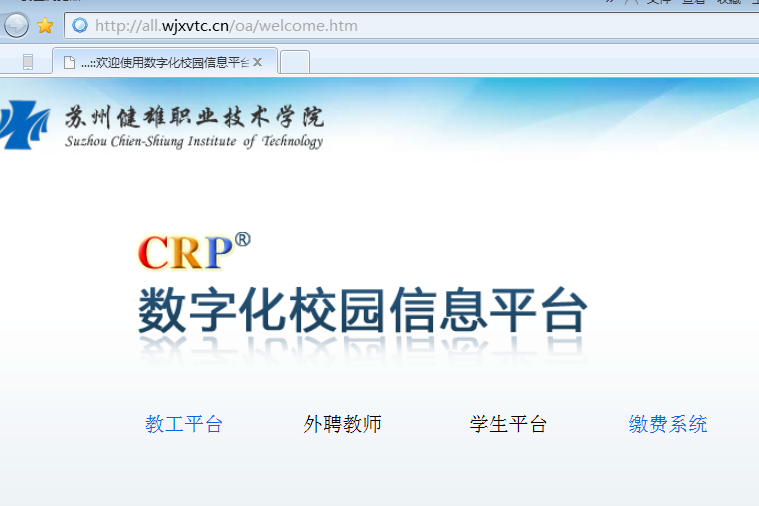 http://all.wjxvtc.cn/oa/welcome.htm
...::欢迎使用数字化校园信息平台
苏州健雄职业技术学院
Suzhou Chien-Shiung Institute of Technology
CRP®
数字化校园信息平台
教工平台 外聘教师 学生平台 缴费系统